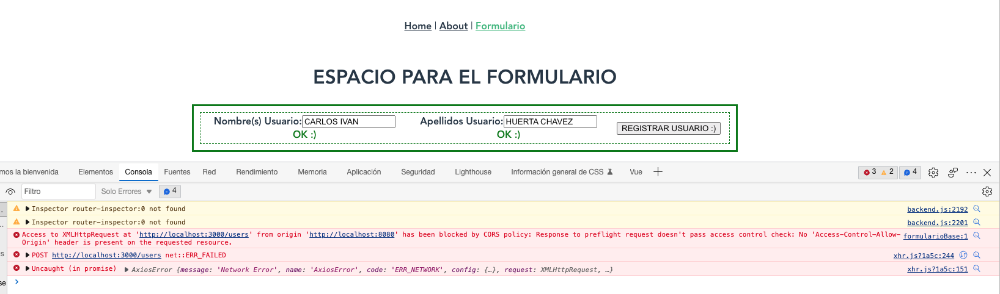 Home | About | Formulario
ESPACIO PARA EL FORMULARIO
Nombre(s) Usuario: CARLOS IVAN Apellidos Usuario: HUERTA CHAVEZ REGISTRAR USUARIO :)
OK :) OK :)
mos la bienvenida Elementos Consola Fuentes Red Rendimiento Memoria Aplicación Seguridad Lighthouse Información general de CSS Vue 3 2 4
Filtro Solo Errores 4
Inspector router-inspector:0 not found backend.js:2192
Inspector router-inspector:0 not found backend.js:2201
Access to XMLHttpRequest at 'http://localhost:3000/users' from origin 'http://localhost:8080' has been blocked by CORS policy: Response to preflight request doesn't pass access control check: No 'Access-Control-Allow- formularioBase:1
Origin' header is present on the requested resource.
POST http://localhost:3000/users net::ERR_FAILED xhr.js?1a5c:244
Uncaught (in promise) AxiosError {message: 'Network Error', name: 'AxiosError', code: 'ERR_NETWORK', config: {…}, request: XMLHttpRequest, …} xhr.js?1a5c:151
se